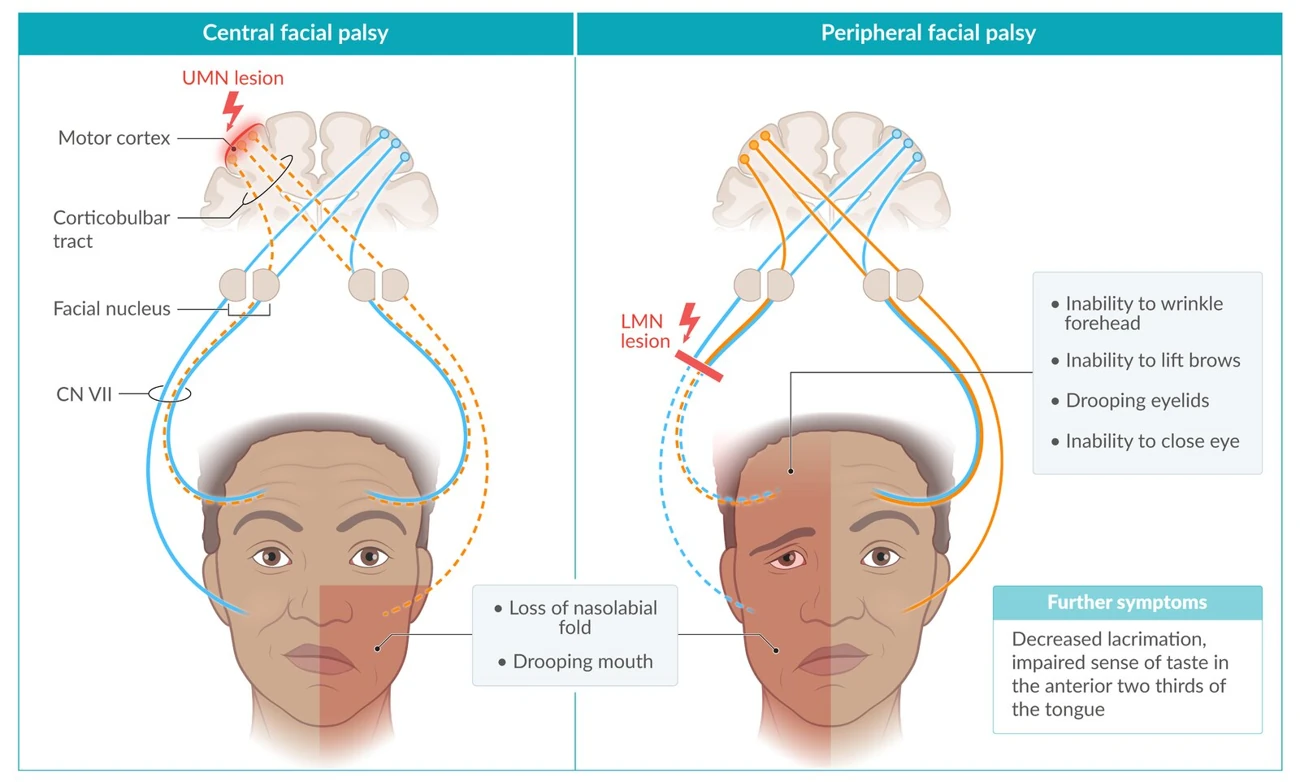 Central facial palsy
UMN lesion
Motor cortex
Corticobulbar
tract
Facial nucleus
CN VII
• Loss of nasolabial
fold
• Drooping mouth
Peripheral facial palsy
LMN
lesion
• Inability to wrinkle
forehead
• Inability to lift brows
• Drooping eyelids
• Inability to close eye
Further symptoms
Decreased lacrimation,
impaired sense of taste in
the anterior two thirds of
the tongue